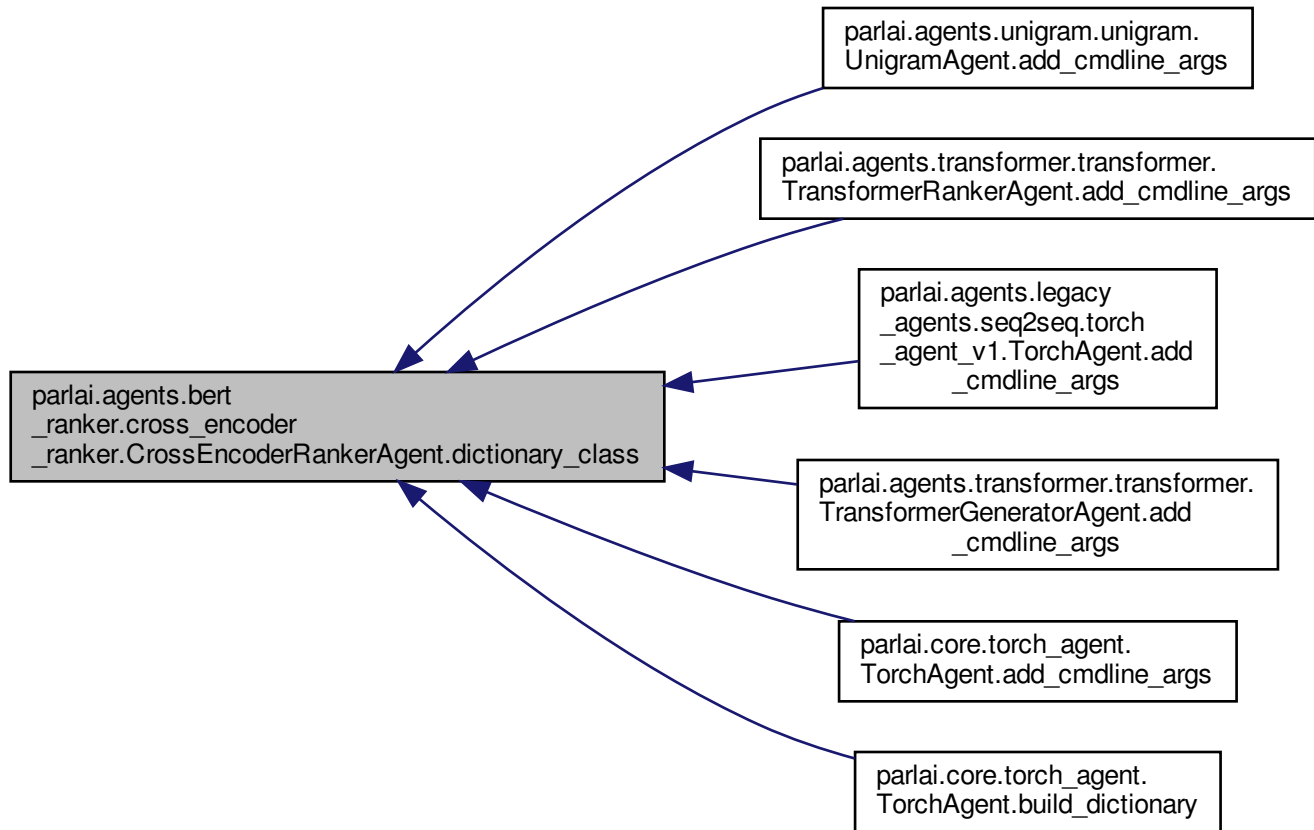 parlai.agents.unigram.unigram.
UnigramAgent.add_cmdline_args
parlai.agents.transformer.transformer.
TransformerRankerAgent.add_cmdline_args
parlai.agents.legacy
_agents.seq2seq.torch
_agent_v1.TorchAgent.add
_cmdline_args
parlai.agents.bert
_ranker.cross_encoder
_ranker.CrossEncoderRankerAgent.dictionary_class
parlai.agents.transformer.transformer.
TransformerGeneratorAgent.add
_cmdline_args
parlai.core.torch_agent.
TorchAgent.add_cmdline_args
parlai.core.torch_agent.
TorchAgent.build_dictionary